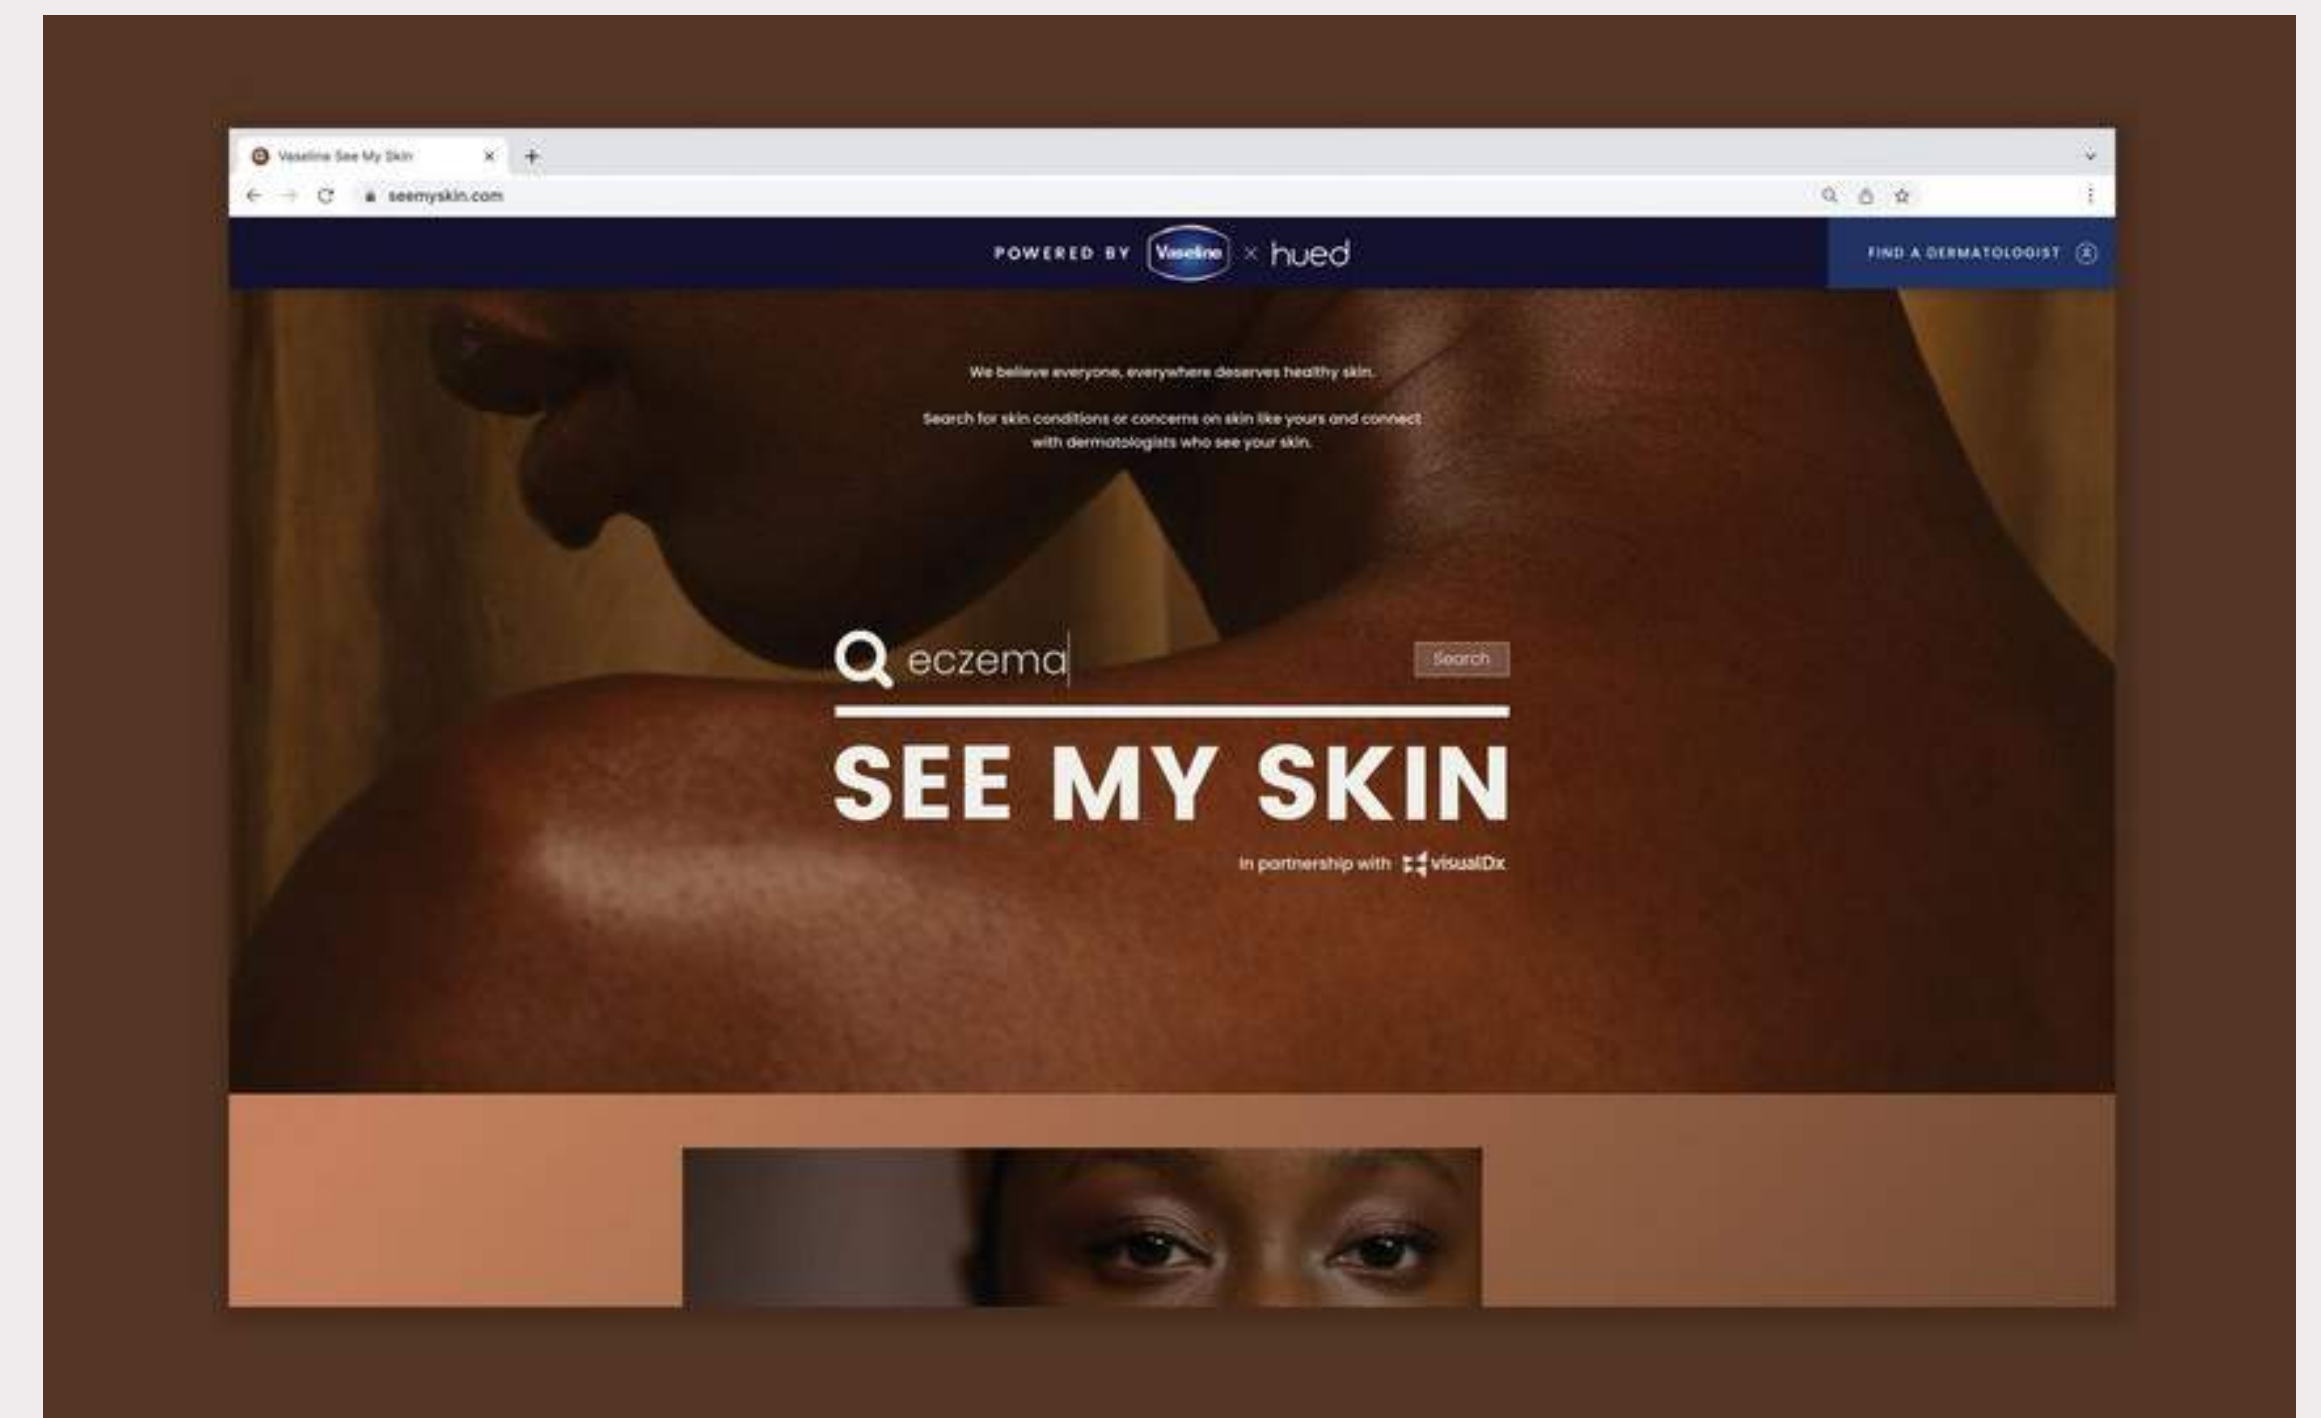 Vaseline See My Skin
seemyskin.com
POWERED BY Vaseline × hued
FIND A DERMATOLOGIST
We believe everyone, everywhere deserves healthy skin.
Search for skin conditions or concerns on skin like yours and connect
with dermatologists who see your skin.
eczema
Search
SEE MY SKIN
In partnership with visualDx